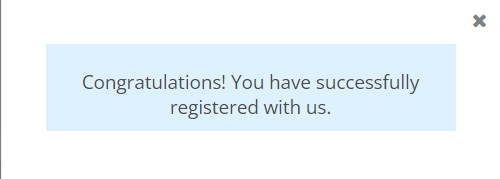 Congratulations! You have successfully
registered with us.